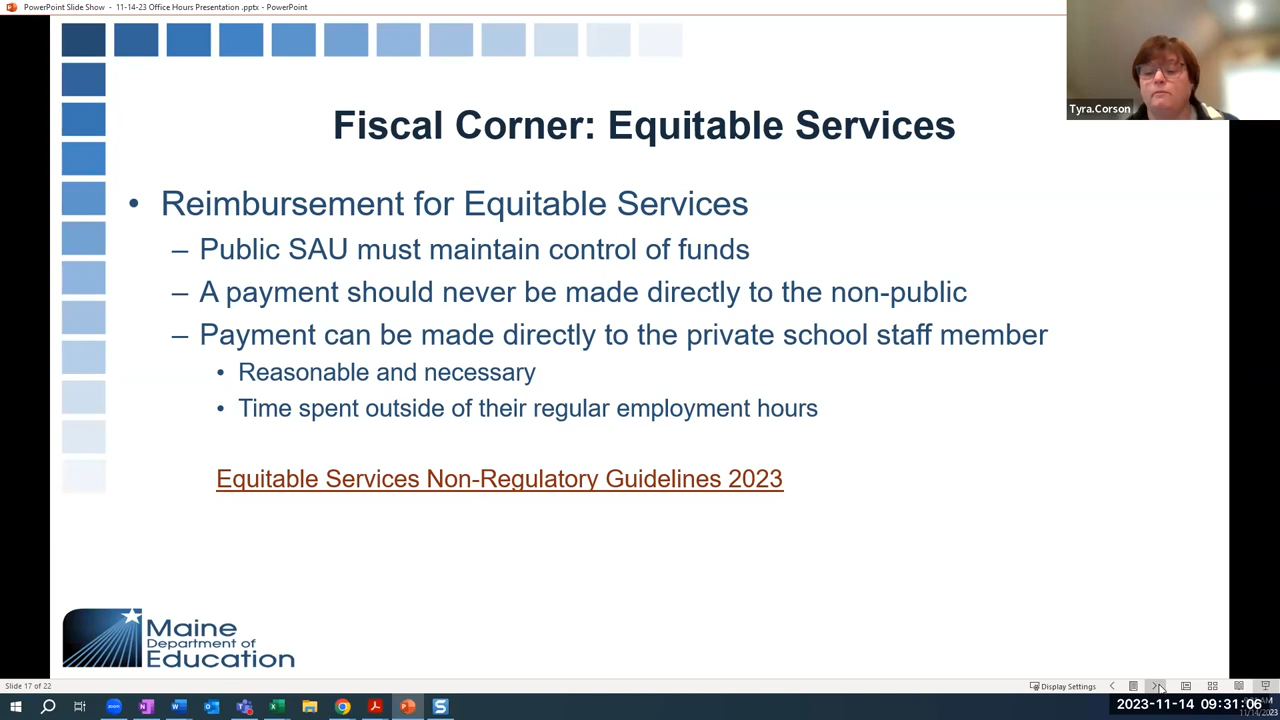 PowerPoint Slide Show - 11-14-23 Office Hours Presentation .pptx - PowerPoint
Tyra.Corson
Fiscal Corner: Equitable Services
• Reimbursement for Equitable Services
– Public SAU must maintain control of funds
– A payment should never be made directly to the non-public
– Payment can be made directly to the private school staff member
• Reasonable and necessary
• Time spent outside of their regular employment hours
Equitable Services Non-Regulatory Guidelines 2023
Maine
Department of
Education
Slide 17 of 22
Display Settings
2023-11-14 09:31:06